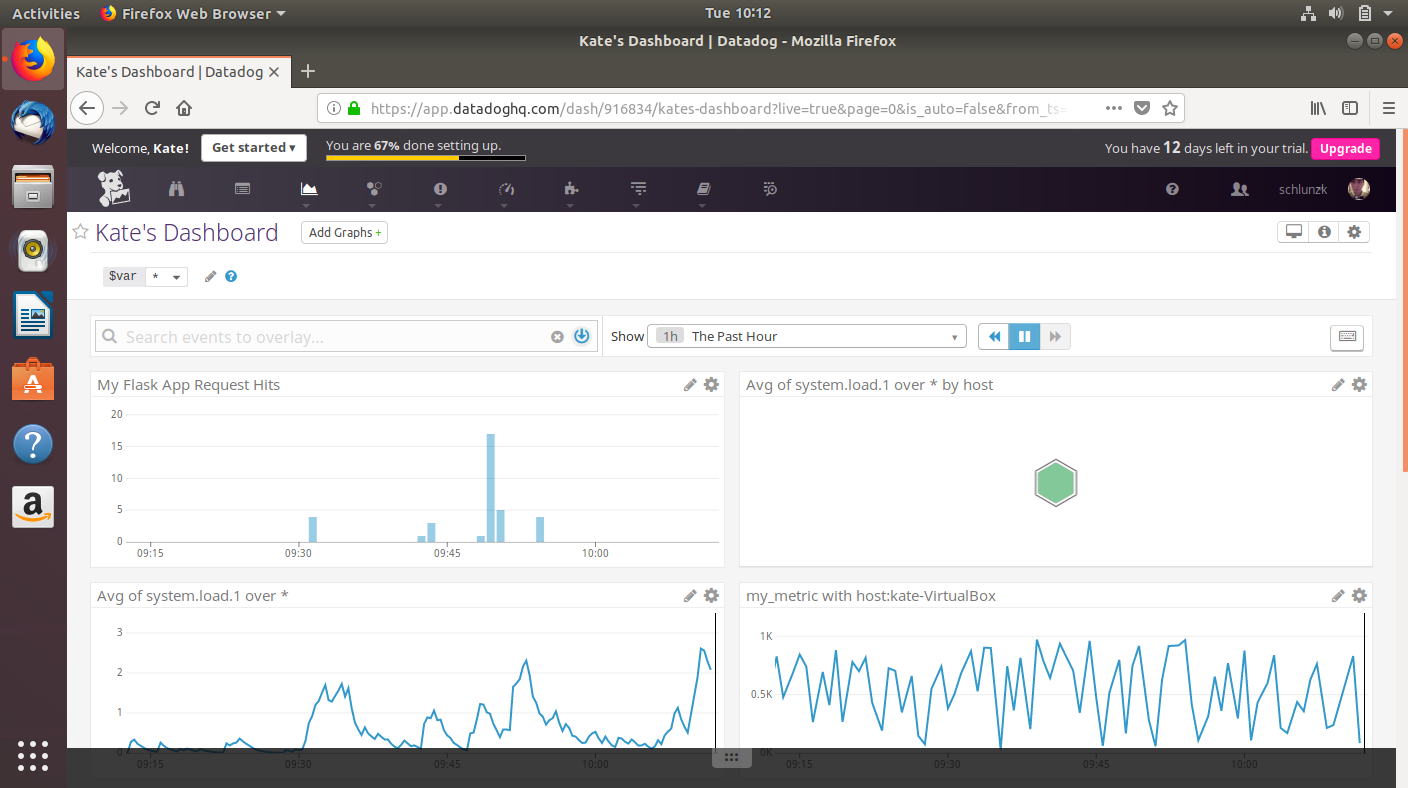 Activities Firefox Web Browser Tue 10:12
Kate's Dashboard | Datadog - Mozilla Firefox
Kate's Dashboard | Datadog
https://app.datadoghq.com/dash/916834/kates-dashboard?live=true&page=0&is_auto=false&from_ts=
Welcome, Kate! Get started ▾ You are 67% done setting up. You have 12 days left in your trial. Upgrade
schlunzk
Kate's Dashboard Add Graphs +
$var *
Search events to overlay... Show 1h The Past Hour
My Flask App Request Hits
20
15
10
5
0
09:15 09:30 09:45 10:00
Avg of system.load.1 over * by host
Avg of system.load.1 over *
3
2
1
0
09:15 09:30 09:45 10:00
my_metric with host:kate-VirtualBox
1K
0.5K
0K
09:15 09:30 09:45 10:00